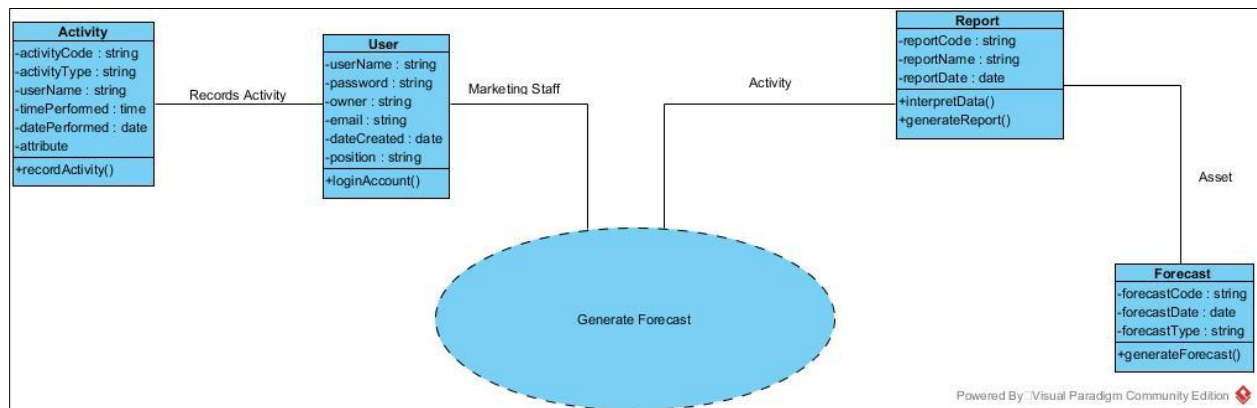 Activity
-activityCode : string
-activityType : string
-userName : string
-timePerformed : time
-datePerformed : date
-attribute
+recordActivity()
Records Activity
User
-userName : string
-password : string
-owner : string
-email : string
-dateCreated : date
-position : string
+loginAccount()
Marketing Staff
Activity
Report
-reportCode : string
-reportName : string
-reportDate : date
+interpretData()
+generateReport()
Asset
Generate Forecast
Forecast
-forecastCode : string
-forecastDate : date
-forecastType : string
+generateForecast()
Powered By Visual Paradigm Community Edition